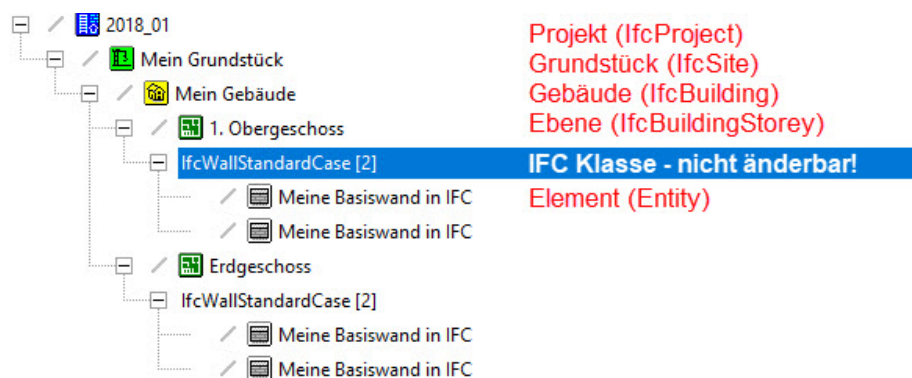 2018_01 Projekt (IfcProject)
Mein Grundstück Grundstück (IfcSite)
Mein Gebäude Gebäude (IfcBuilding)
1. Obergeschoss Ebene (IfcBuildingStorey)
IfcWallStandardCase [2] IFC Klasse - nicht änderbar!
Meine Basiswand in IFC Element (Entity)
Meine Basiswand in IFC
Erdgeschoss
IfcWallStandardCase [2]
Meine Basiswand in IFC
Meine Basiswand in IFC